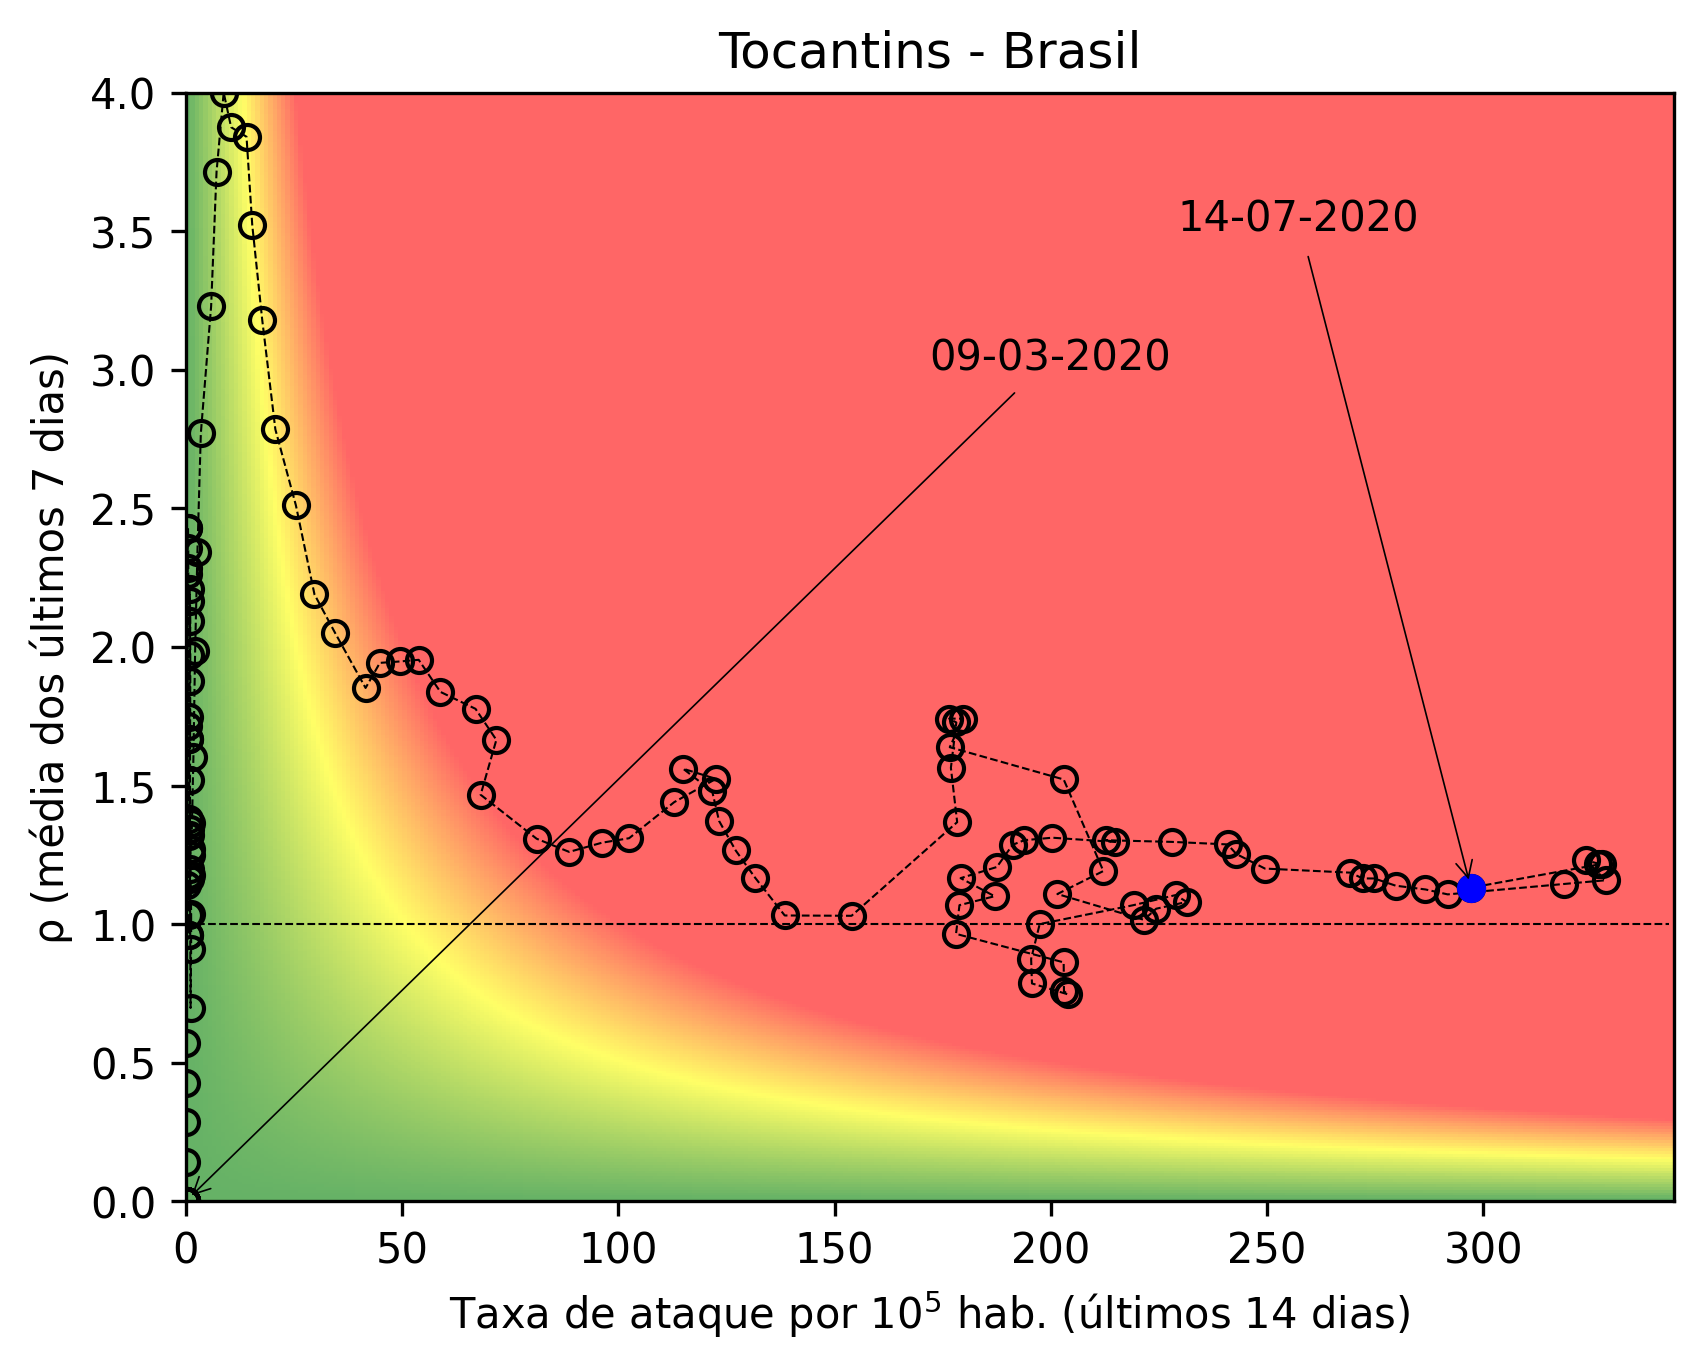 Tocantins - Brasil
4.0
3.5
3.0
2.5
2.0
1.5
1.0
0.5
0.0
ρ (média dos últimos 7 dias)
14-07-2020
09-03-2020
0 50 100 150 200 250 300
Taxa de ataque por 10⁵ hab. (últimos 14 dias)